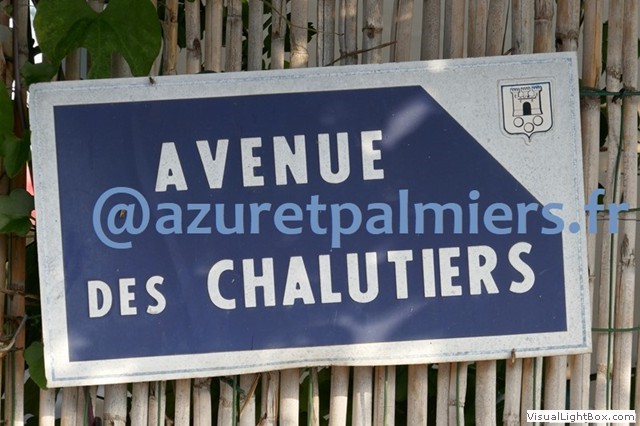 AVENUE
@azuretpalmiers.fr
DES CHALUTIERS
VisualLightBox.com